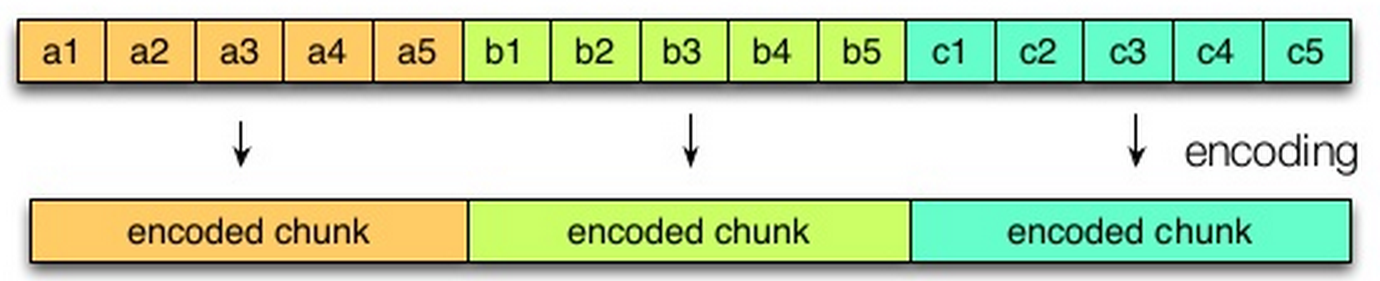 a1 a2 a3 a4 a5 b1 b2 b3 b4 b5 c1 c2 c3 c4 c5
encoding
encoded chunk encoded chunk encoded chunk